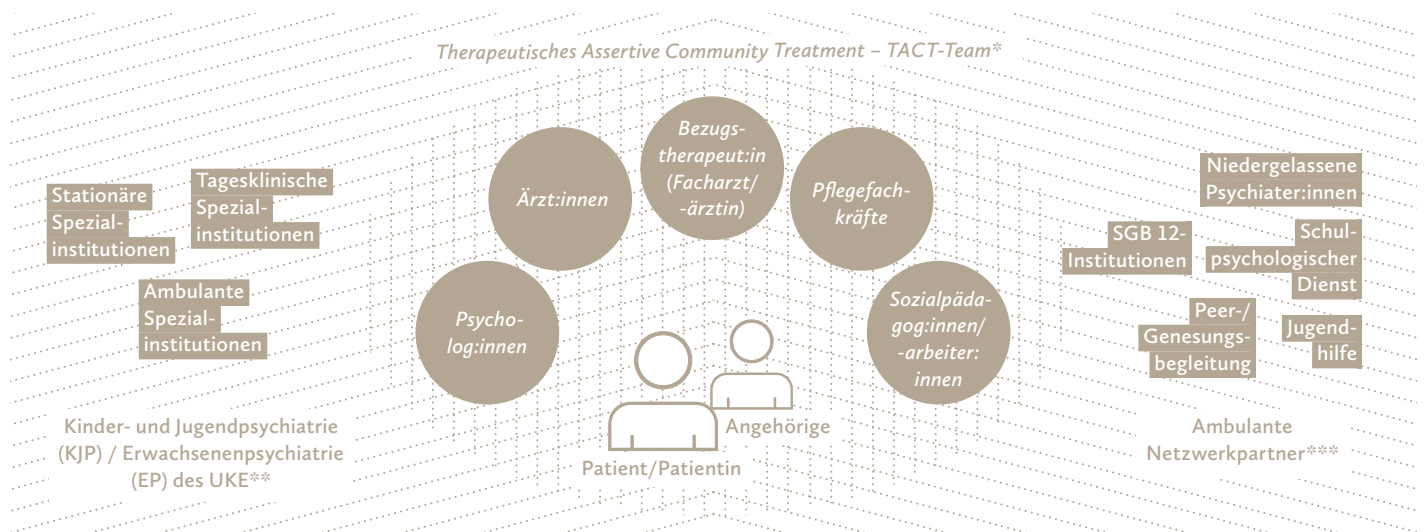 Therapeutisches Assertive Community Treatment – TACT-Team*
Stationäre
Spezial-
institutionen
Tagesklinische
Spezial-
institutionen
Ambulante
Spezial-
institutionen
Kinder- und Jugendpsychiatrie
(KJP) / Erwachsenenpsychiatrie
(EP) des UKE**
Psycho-
log:innen
Ärzt:innen
Bezugs-
therapeut:in
(Facharzt/
-ärztin)
Pflegefach-
kräfte
Sozialpäda-
gog:innen/
-arbeiter:
innen
Angehörige
Patient/Patientin
Niedergelassene
Psychiater:innen
SGB 12-
Institutionen
Schul-
psychologischer
Dienst
Peer-/
Genesungs-
begleitung
Jugend-
hilfe
Ambulante
Netzwerkpartner***